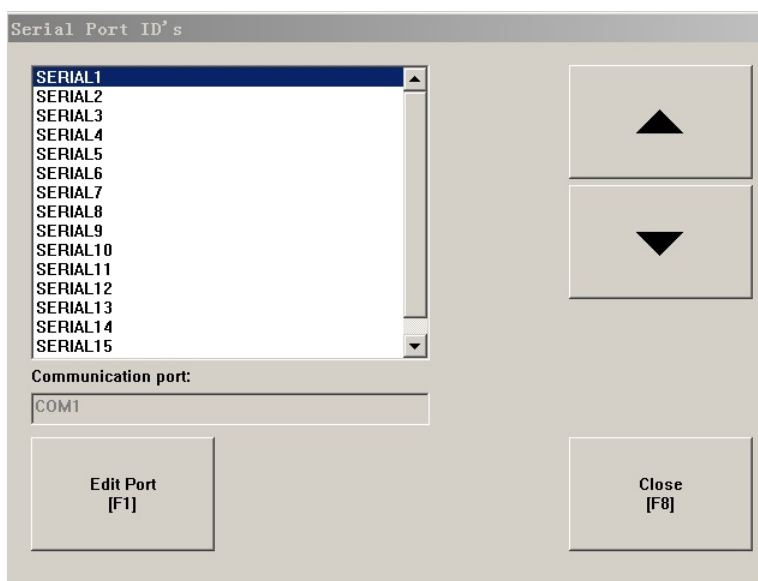 Serial Port ID's
SERIAL1
SERIAL2
SERIAL3
SERIAL4
SERIAL5
SERIAL6
SERIAL7
SERIAL8
SERIAL9
SERIAL10
SERIAL11
SERIAL12
SERIAL13
SERIAL14
SERIAL15
Communication port:
COM1
Edit Port
[F1]
Close
[F8]